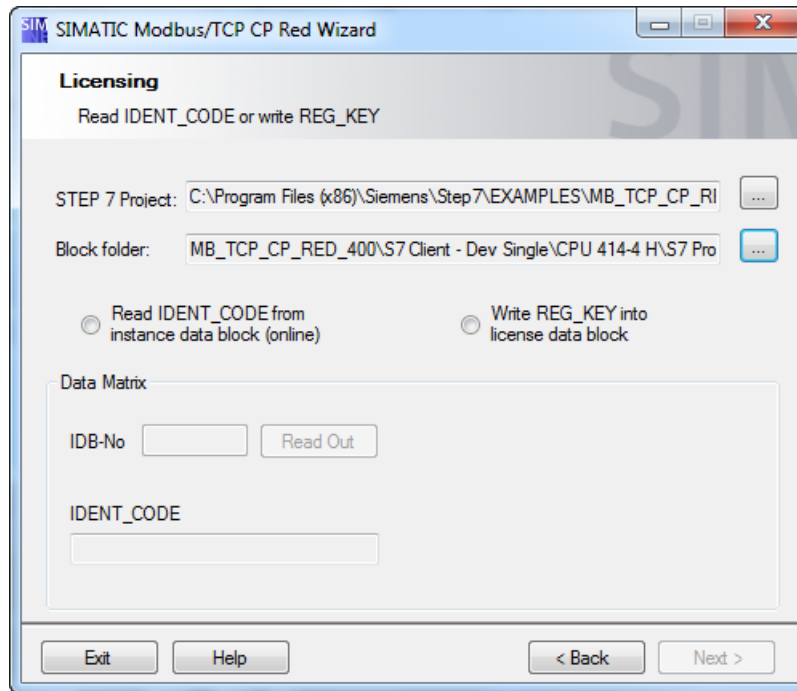 SIMATIC Modbus/TCP CP Red Wizard
Licensing
Read IDENT_CODE or write REG_KEY
STEP 7 Project: C:\Program Files (x86)\Siemens\Step7\EXAMPLES\MB_TCP_CP_RI ...
Block folder: MB_TCP_CP_RED_400\S7 Client - Dev Single\CPU 414-4 H\S7 Pro ...
Read IDENT_CODE from
instance data block (online)
Write REG_KEY into
license data block
Data Matrix
IDB-No Read Out
IDENT_CODE
Exit Help < Back Next >